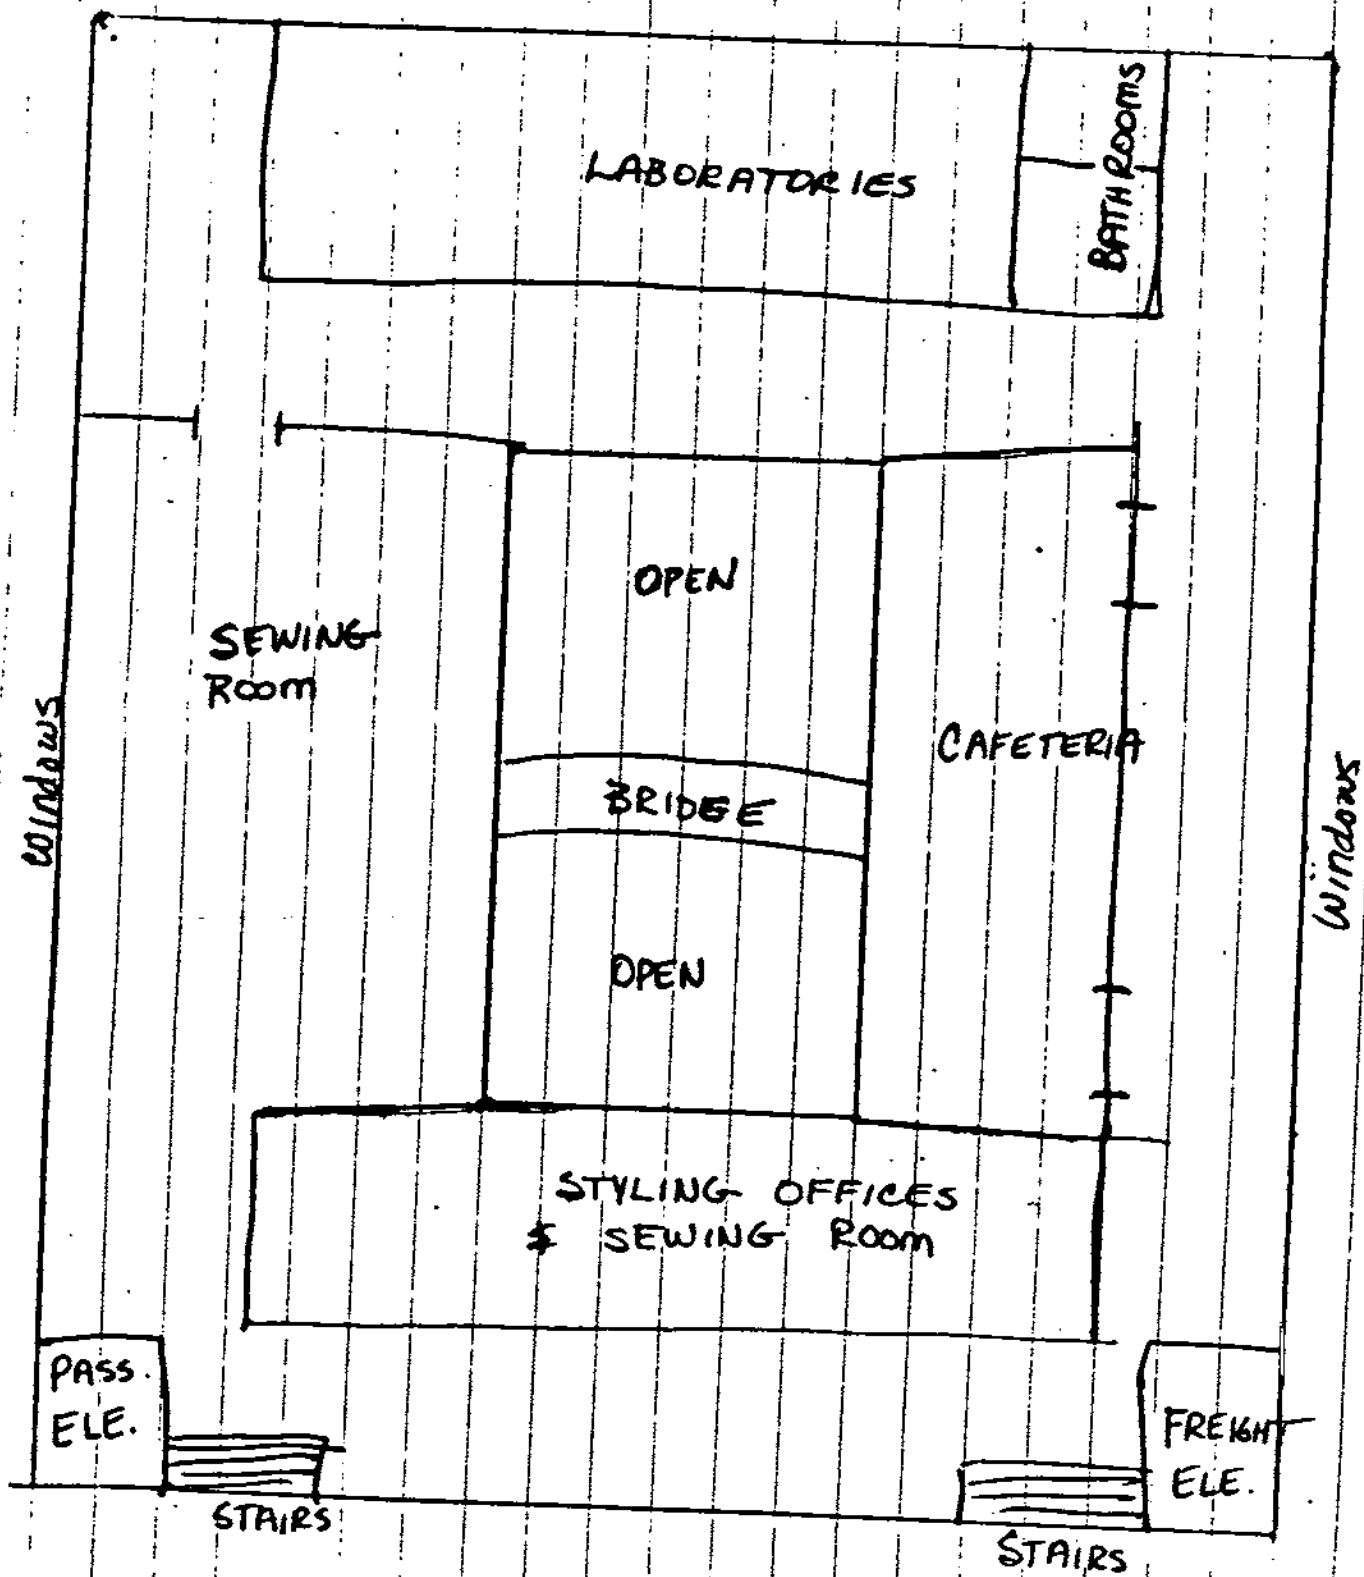 LABORATORIES
BATHROOMS
OPEN
SEWING
ROOM
CAFETERIA
Windows
BRIDGE
Windows
OPEN
STYLING OFFICES
& SEWING ROOM
PASS.
ELE.
FREIGHT
ELE.
STAIRS
STAIRS